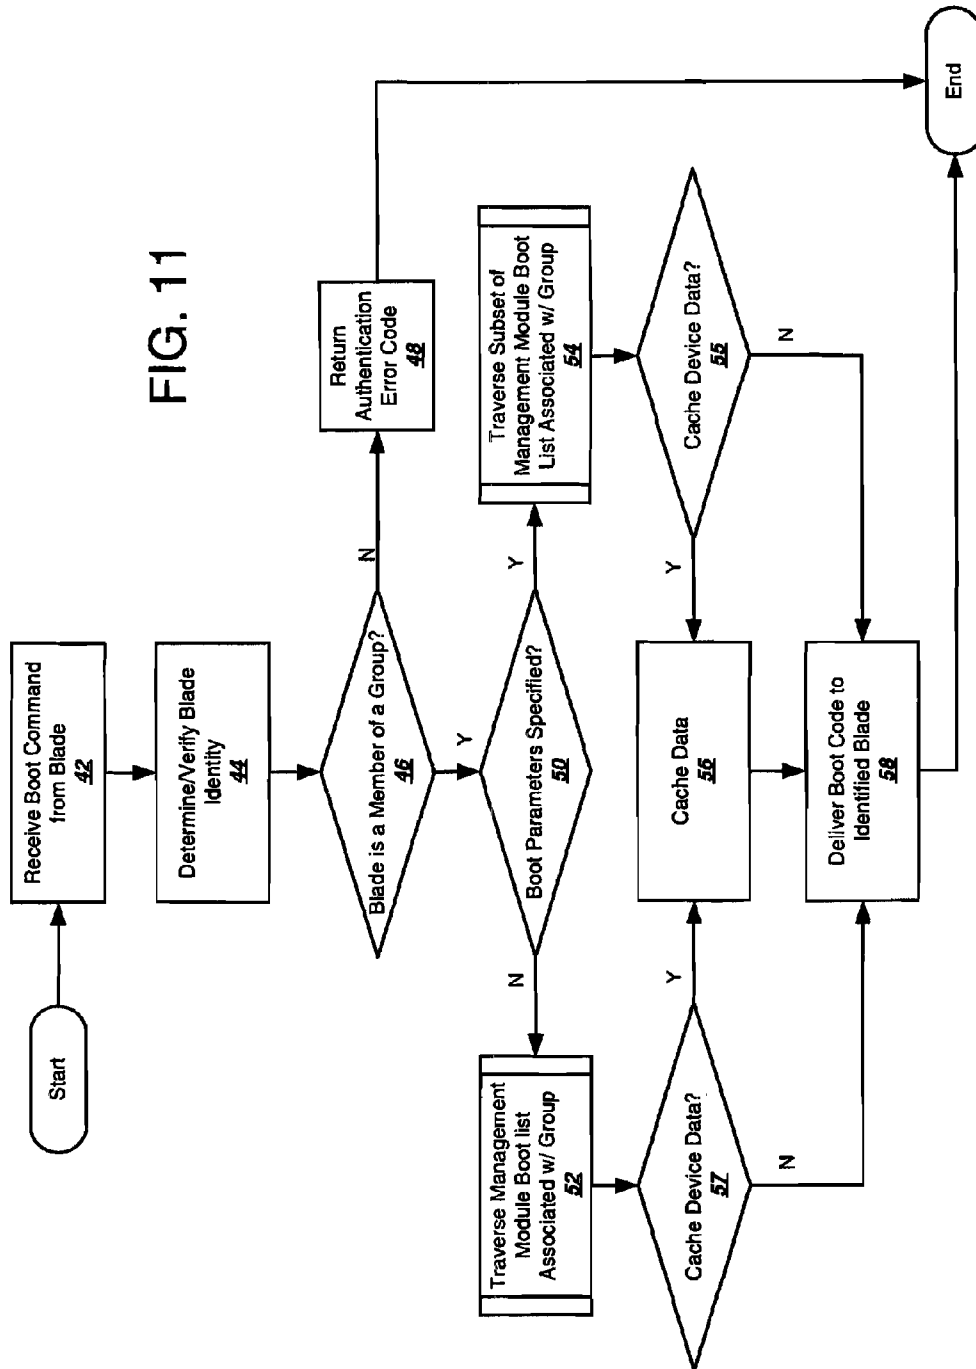 FIG. 11
Start
Receive Boot Command
from Blade
42
Determine/Verify Blade
Identity
44
Blade is a Member of a Group?
46
N
Return
Authentication
Error Code
48
Y
Boot Parameters Specified?
50
N
Y
Traverse Management
Module Boot list
Associated w/ Group
52
Traverse Subset of
Management Module Boot
List Associated w/ Group
54
Cache Device Data?
57
Y
N
Cache Data
56
Cache Device Data?
55
Y
N
Deliver Boot Code to
Identified Blade
58
End